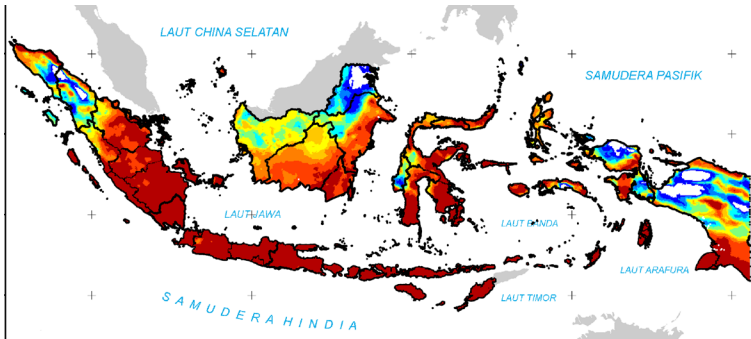 LAUT CHINA SELATAN
SAMUDERA PASIFIK
LAUT JAWA
LAUT BANDA
LAUT ARAFURA
LAUT TIMOR
SAMUDERA HINDIA